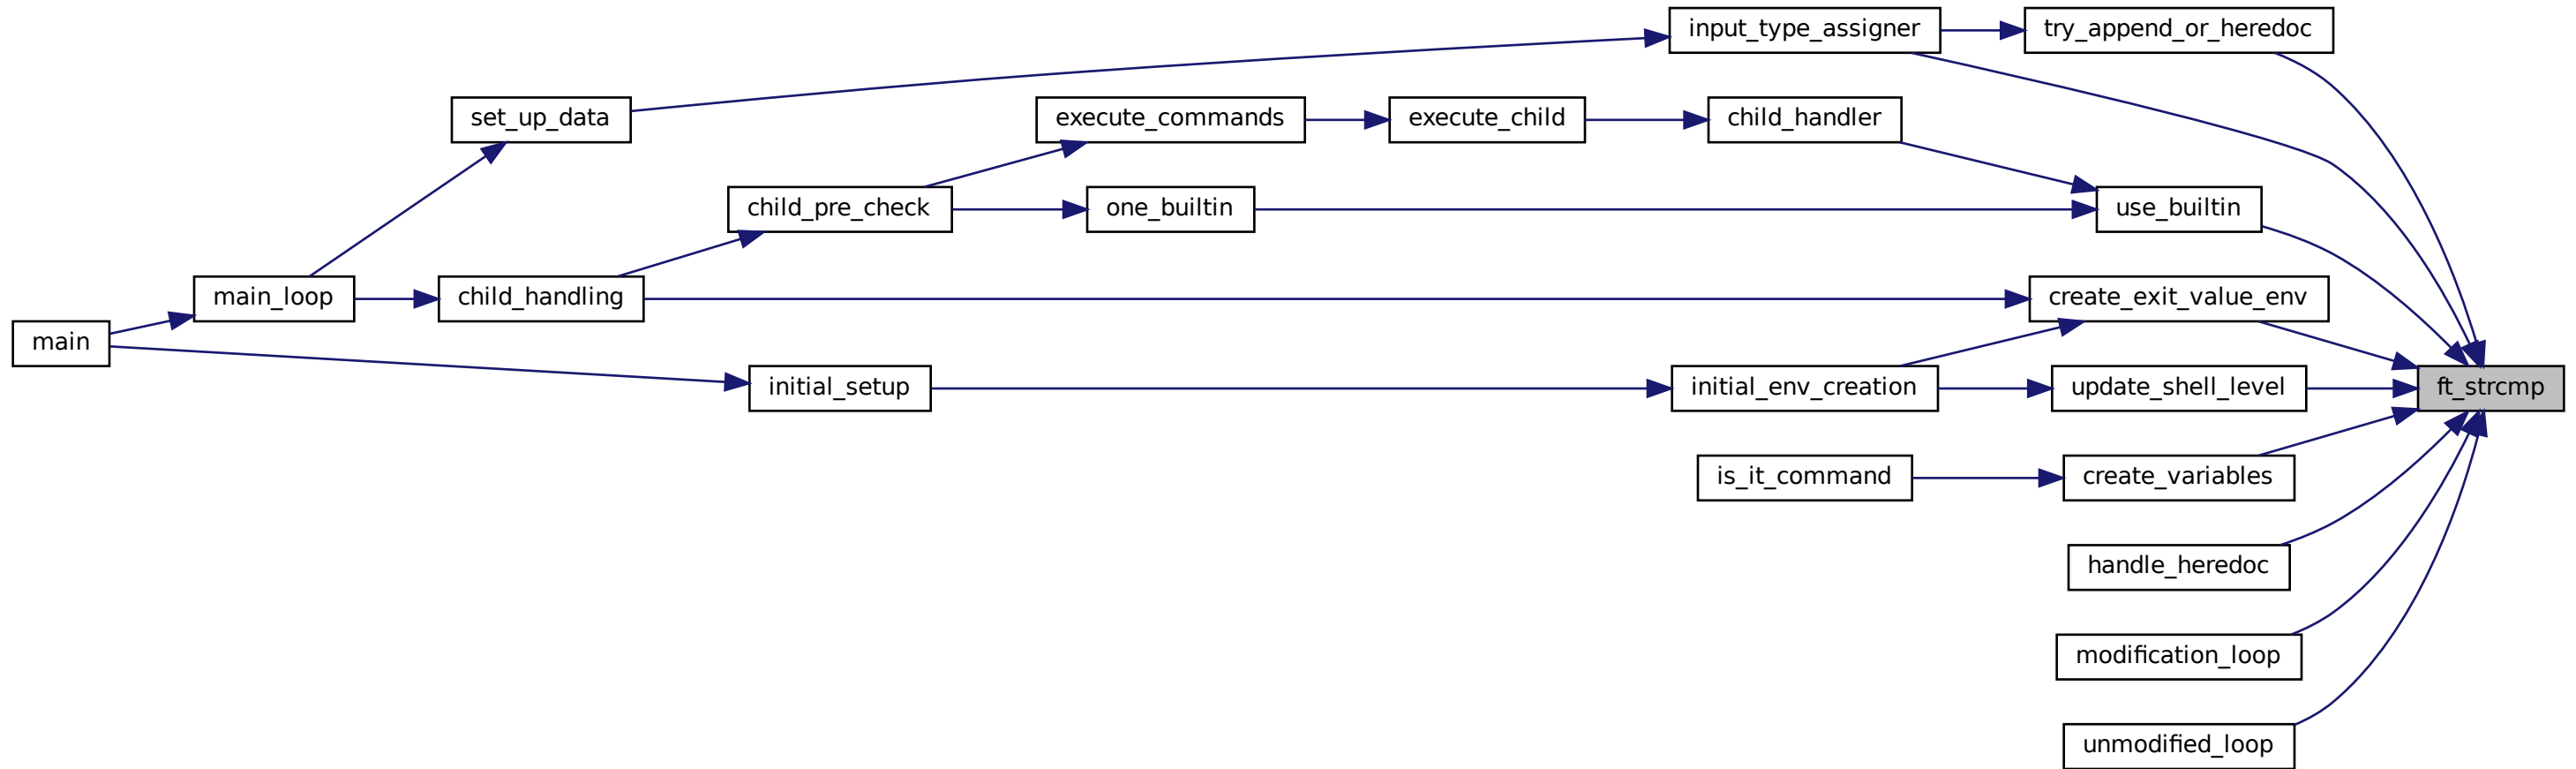 input_type_assigner
try_append_or_heredoc
set_up_data
execute_commands
execute_child
child_handler
child_pre_check
one_builtin
use_builtin
main_loop
child_handling
create_exit_value_env
main
initial_setup
initial_env_creation
update_shell_level
ft_strcmp
is_it_command
create_variables
handle_heredoc
modification_loop
unmodified_loop